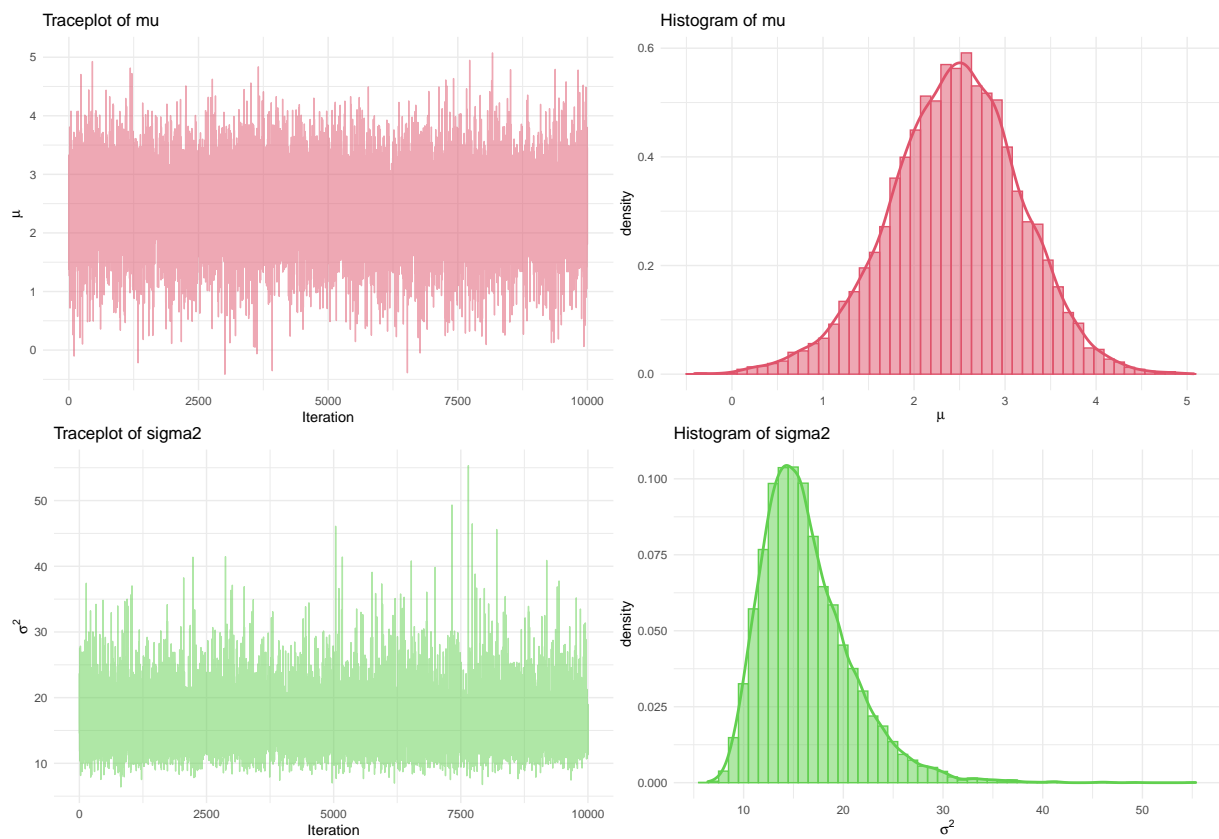 Traceplot of mu
5
4
3
2
1
0
μ
0 2500 5000 7500 10000
Iteration
Histogram of mu
0.6
0.4
0.2
0.0
density
0 1 2 3 4 5
μ
Traceplot of sigma2
50
40
30
20
10
σ²
0 2500 5000 7500 10000
Iteration
Histogram of sigma2
0.100
0.075
0.050
0.025
0.000
density
10 20 30 40 50
σ²